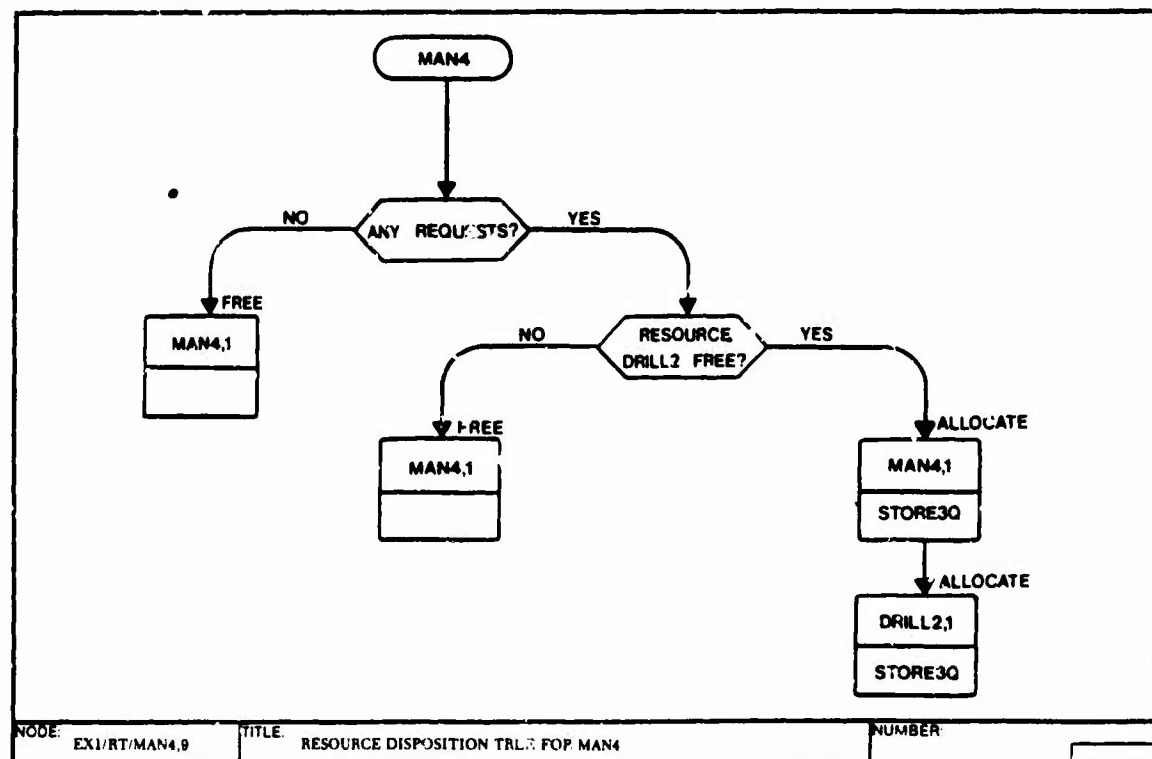 MAN4
NO
ANY REQUESTS?
YES
FREE
MAN4,1
NO
RESOURCE
DRILL2 FREE?
YES
FREE
MAN4,1
ALLOCATE
MAN4,1
STORE3Q
ALLOCATE
DRILL2,1
STORE3Q
NODE:
EX1/RT/MAN4,9
TITLE.
RESOURCE DISPOSITION FOR MAN4
NUMBER